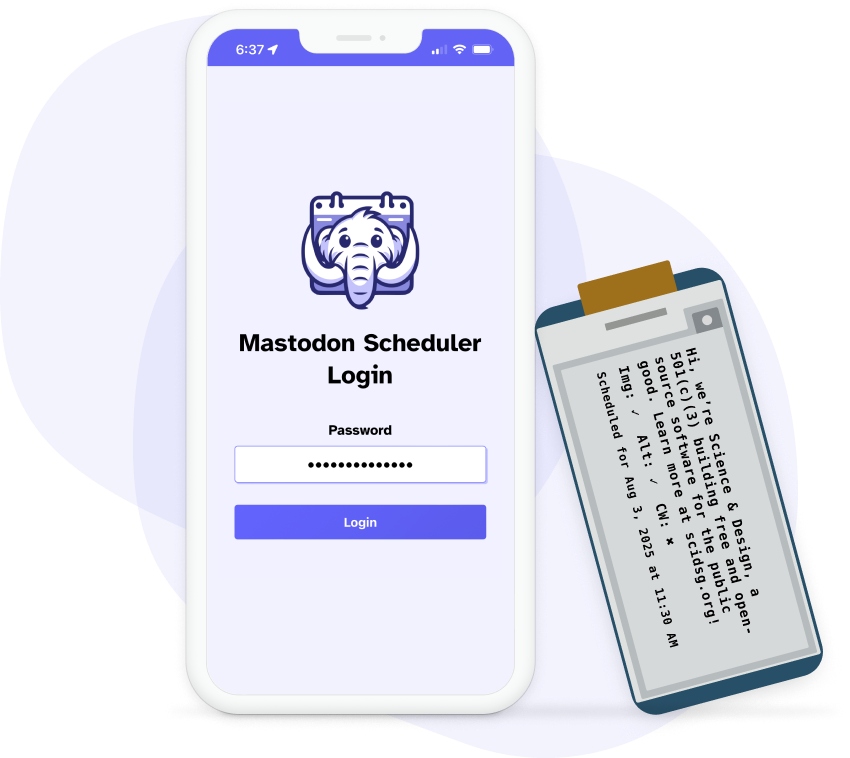 6:37
Mastodon Scheduler
Login
Password
••••••••••••••
Login
Hi, we're Science & Design, a
501(c)(3) building free and open-
source software for the public
good. Learn more at scidsg.org!
Img: ✓ Alt: ✓ CW: ✖
Scheduled for Aug 3, 2025 at 11:30 AM